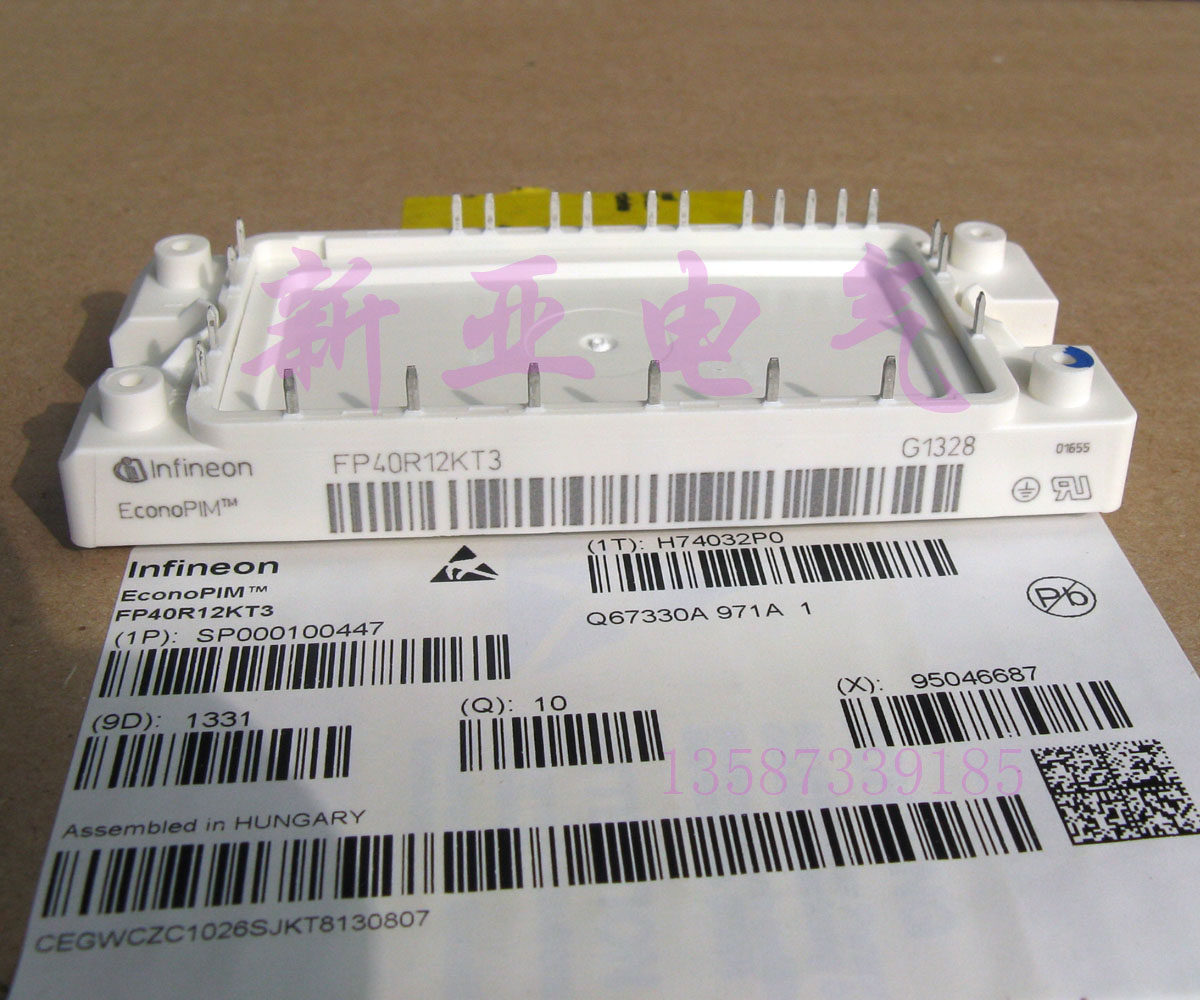 新亚电气
Infineon
FP40R12KT3
G1328
01655
EconoPIM™
Infineon
EconoPIM™
FP40R12KT3
(1P): SP000100447
(1T): H74032P0
Q67330A 971A 1
Pb
(9D): 1331
(Q): 10
(X): 95046687
13587339185
Assembled in HUNGARY
CEGWCZC1026SJKT8130807